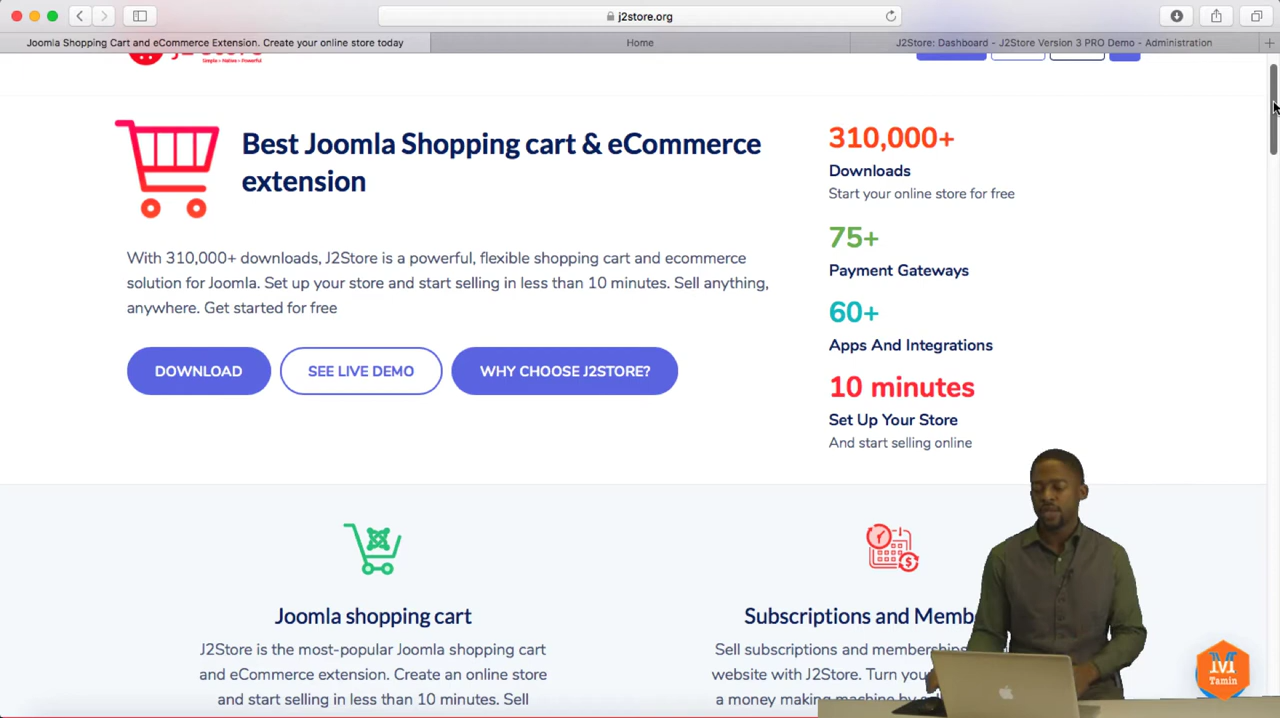 j2store.org
Joomla Shopping Cart and eCommerce Extension. Create your online store today
Home
J2Store: Dashboard - J2Store Version 3 PRO Demo - Administration
Simple • Native • Powerful
Best Joomla Shopping cart & eCommerce
extension
With 310,000+ downloads, J2Store is a powerful, flexible shopping cart and ecommerce
solution for Joomla. Set up your store and start selling in less than 10 minutes. Sell anything,
anywhere. Get started for free
DOWNLOAD
SEE LIVE DEMO
WHY CHOOSE J2STORE?
310,000+
Downloads
Start your online store for free
75+
Payment Gateways
60+
Apps And Integrations
10 minutes
Set Up Your Store
And start selling online
Joomla shopping cart
J2Store is the most-popular Joomla shopping cart
and eCommerce extension. Create an online store
and start selling in less than 10 minutes. Sell
Subscriptions and Memb
Sell subscriptions and membership
website with J2Store. Turn you
a money making machine by
Tamin